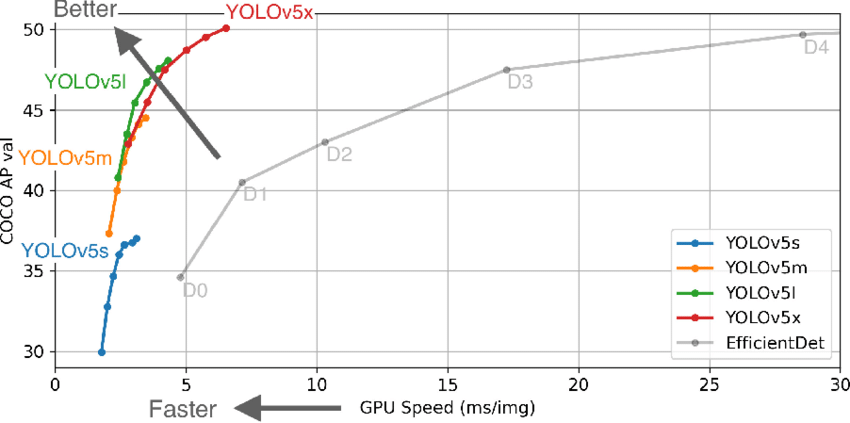 Better
YOLOv5x
50
D4
YOLOv5l
D3
45
COCO AP val
YOLOv5m
D2
40
D1
YOLOv5s
YOLOv5s
35
D0
YOLOv5m
YOLOv5l
YOLOv5x
30
EfficientDet
0 5 10 15 20 25 30
Faster
GPU Speed (ms/img)